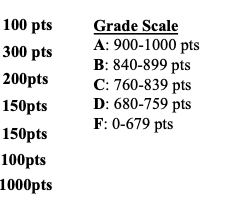 100 pts
300 pts
200pts
150pts
150pts
100pts
1000pts
Grade Scale
A: 900-1000 pts
B: 840-899 pts
C: 760-839 pts
D: 680-759 pts
F: 0-679 pts